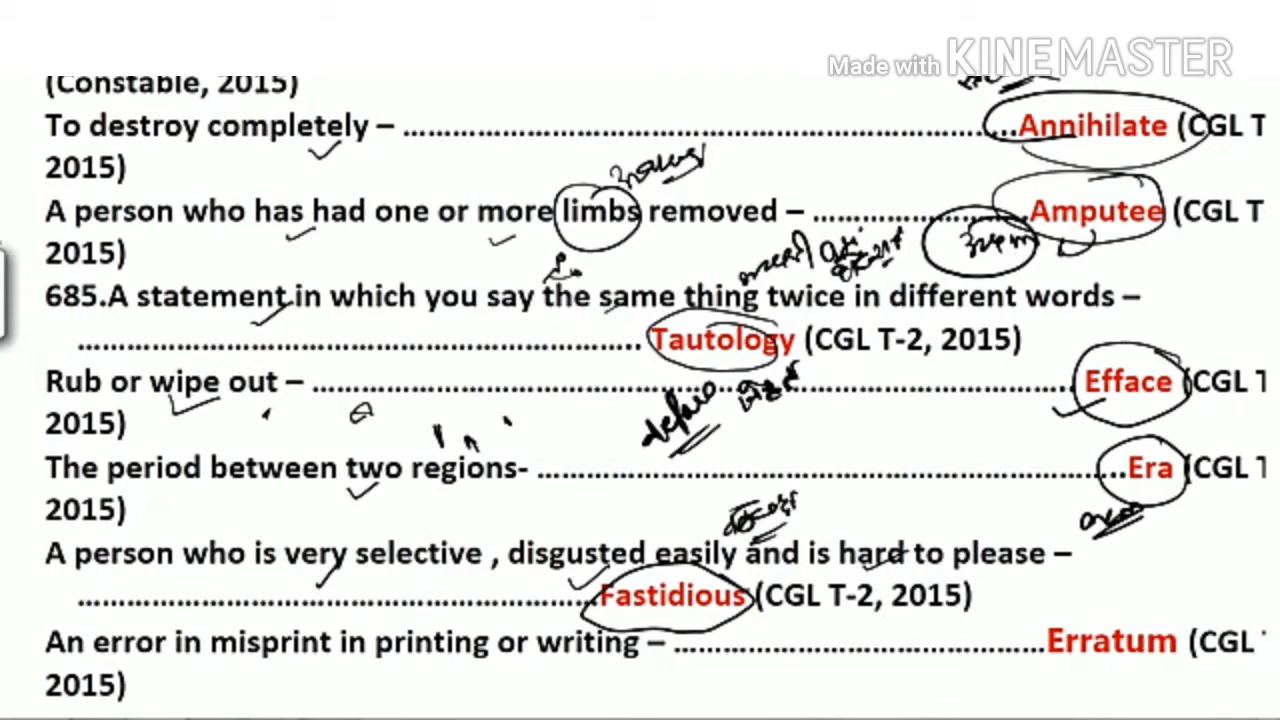 Made with KINEMASTER
(Constable, 2015)
To destroy completely – ........................................................................Annihilate (CGL T
2015)
A person who has had one or more limbs removed – ...........................Amputee (CGL T-
2015)
685.A statement in which you say the same thing twice in different words –
.................................................................... Tautology (CGL T-2, 2015)
Rub or wipe out – ........................................................................................ Efface (CGL T
2015)
deface
The period between two regions- .....................................................................Era (CGL T
2015)
A person who is very selective , disgusted easily and is hard to please –
..............................................................Fastidious (CGL T-2, 2015)
An error in misprint in printing or writing – ............................................Erratum (CGL T
2015)